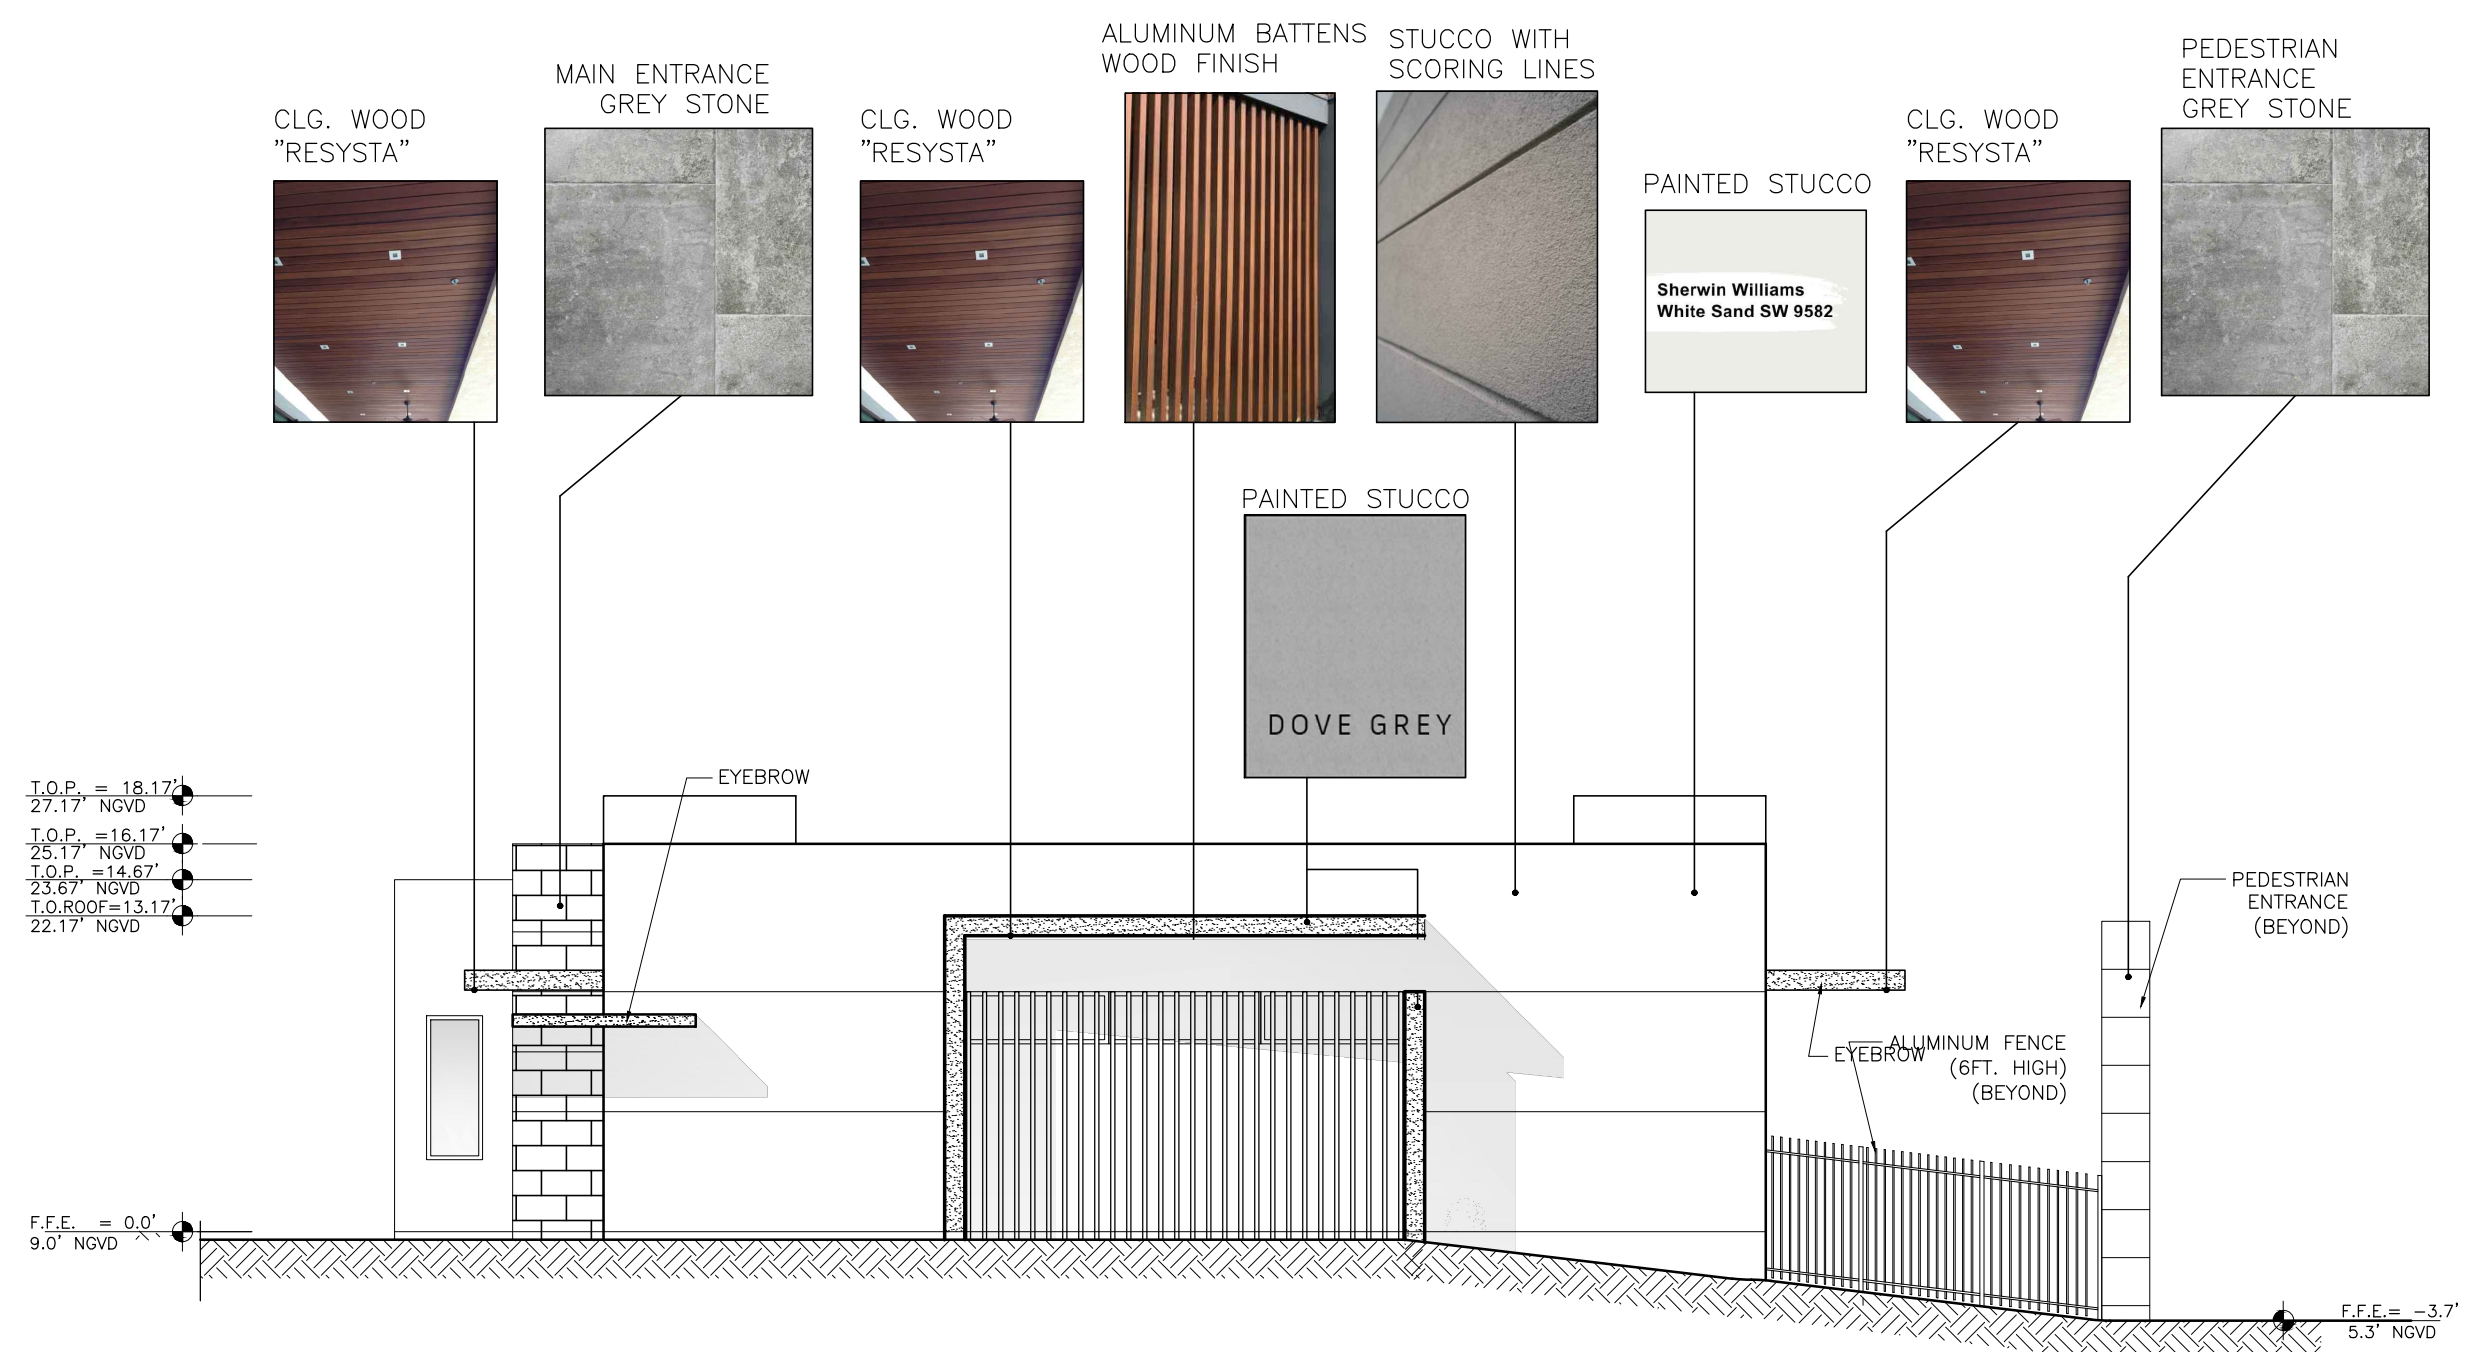 ALUMINUM BATTENS
WOOD FINISH
STUCCO WITH
SCORING LINES
PEDESTRIAN
ENTRANCE
GREY STONE
MAIN ENTRANCE
GREY STONE
CLG. WOOD
"RESYSTA"
CLG. WOOD
"RESYSTA"
CLG. WOOD
"RESYSTA"
PAINTED STUCCO
Sherwin Williams
White Sand SW 9582
PAINTED STUCCO
DOVE GREY
EYEBROW
T.O.P. = 18.17'
27.17' NGVD
T.O.P. =16.17'
25.17' NGVD
T.O.P. =14.67'
23.67' NGVD
T.O.ROOF=13.17'
22.17' NGVD
PEDESTRIAN
ENTRANCE
(BEYOND)
ALUMINUM FENCE
(6FT. HIGH)
(BEYOND)
EYEBROW
F.F.E. = 0.0'
9.0' NGVD
F.F.E.= -3.7'
5.3' NGVD